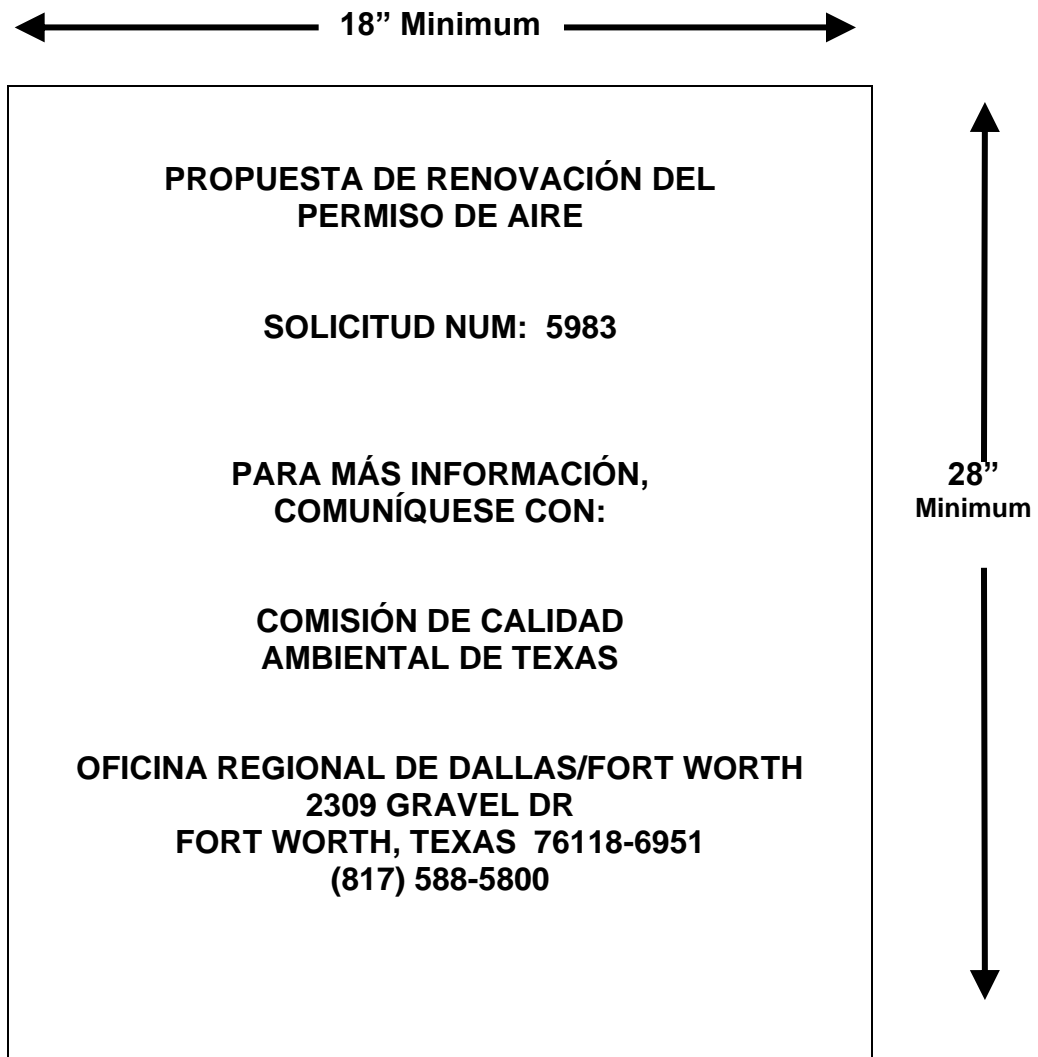 18” Minimum
PROPUESTA DE RENOVACIÓN DEL
PERMISO DE AIRE
SOLICITUD NUM: 5983
PARA MÁS INFORMACIÓN,
COMUNÍQUESE CON:
28”
Minimum
COMISIÓN DE CALIDAD
AMBIENTAL DE TEXAS
OFICINA REGIONAL DE DALLAS/FORT WORTH
2309 GRAVEL DR
FORT WORTH, TEXAS 76118-6951
(817) 588-5800